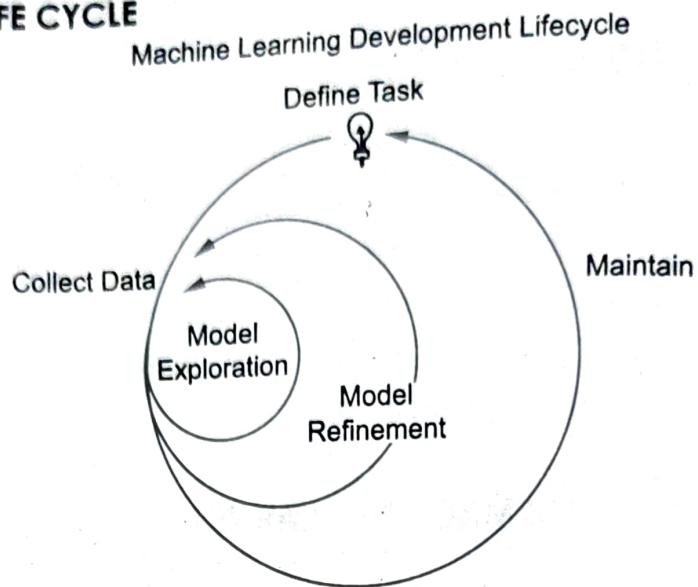 FE CYCLE
Machine Learning Development Lifecycle
Define Task
Collect Data
Maintain
Model
Exploration
Model
Refinement